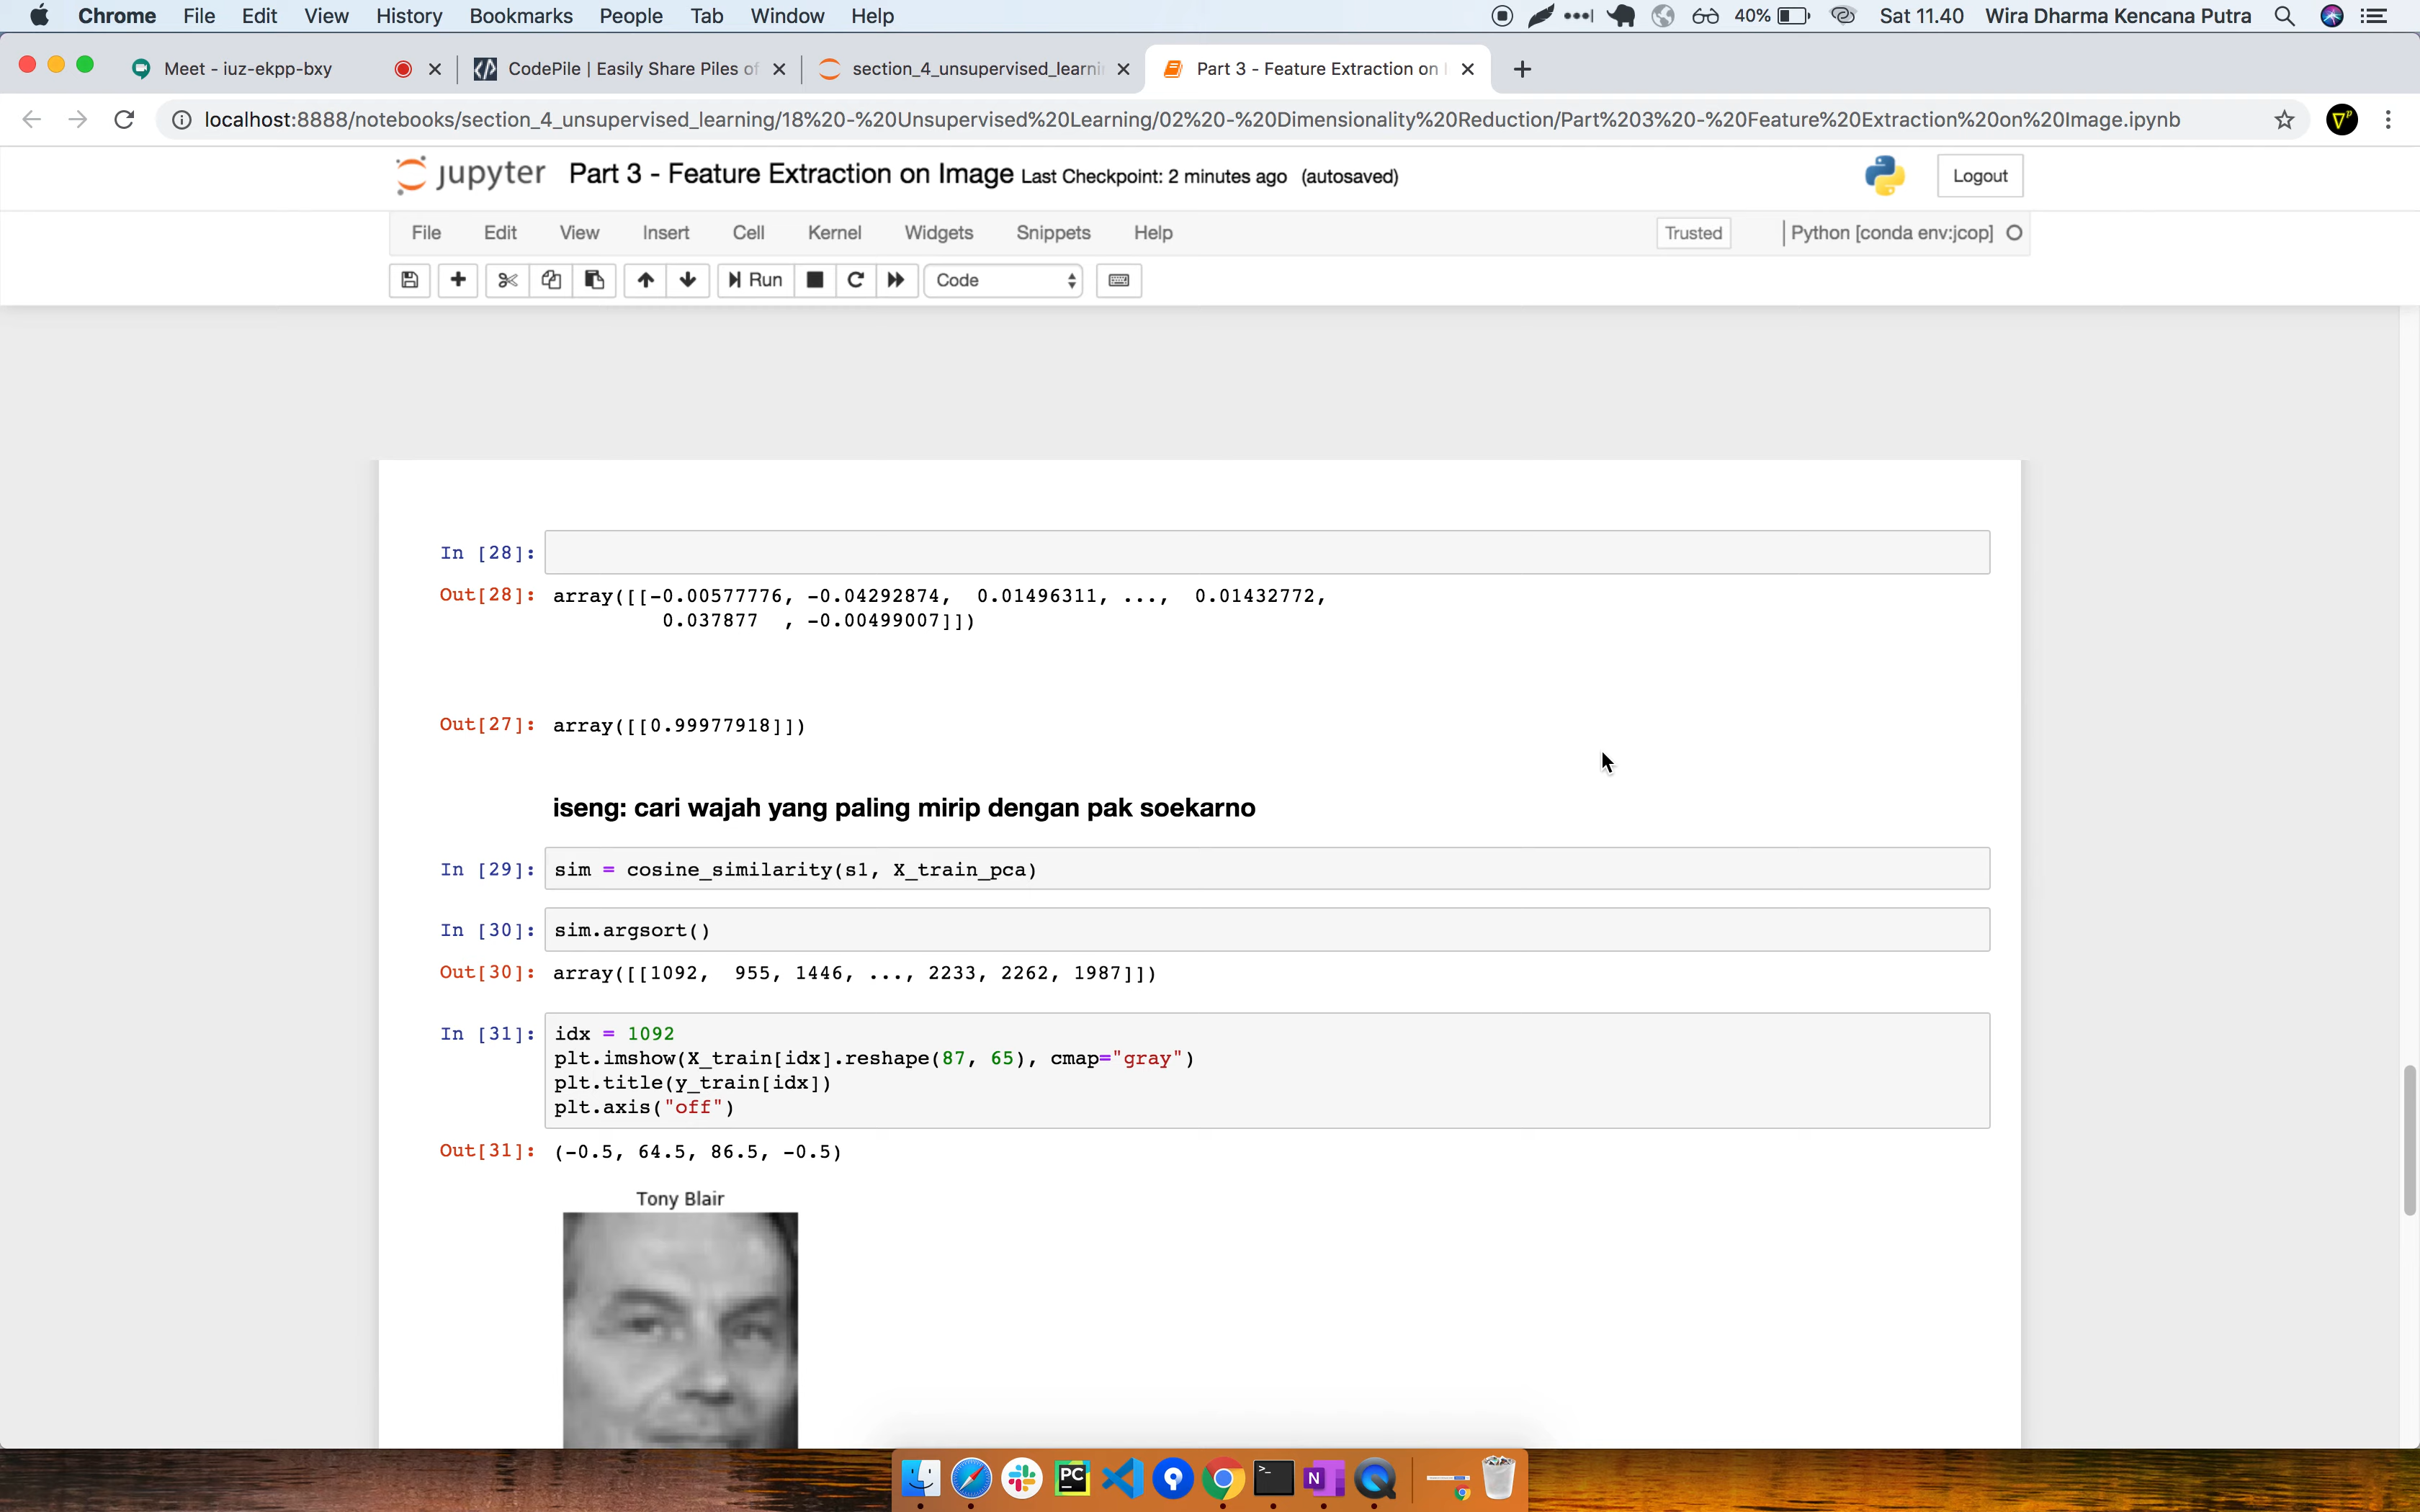 Chrome File Edit View History Bookmarks People Tab Window Help 40% Sat 11.40 Wira Dharma Kencana Putra
Meet - iuz-ekpp-bxy
CodePile | Easily Share Piles of
section_4_unsupervised_learni
Part 3 - Feature Extraction on
localhost:8888/notebooks/section_4_unsupervised_learning/18%20-%20Unsupervised%20Learning/02%20-%20Dimensionality%20Reduction/Part%203%20-%20Feature%20Extraction%20on%20Image.ipynb
jupyter Part 3 - Feature Extraction on Image Last Checkpoint: 2 minutes ago (autosaved)
Logout
File Edit View Insert Cell Kernel Widgets Snippets Help Trusted Python [conda env:jcop]
Run Code
In [28]:
Out[28]: array([[-0.00577776, -0.04292874, 0.01496311, ..., 0.01432772,
0.037877 , -0.00499007]])
Out[27]: array([[0.99977918]])
iseng: cari wajah yang paling mirip dengan pak soekarno
In [29]: sim = cosine_similarity(s1, X_train_pca)
In [30]: sim.argsort()
Out[30]: array([[1092, 955, 1446, ..., 2233, 2262, 1987]])
In [31]: idx = 1092
plt.imshow(X_train[idx].reshape(87, 65), cmap="gray")
plt.title(y_train[idx])
plt.axis("off")
Out[31]: (-0.5, 64.5, 86.5, -0.5)
Tony Blair
PC
N